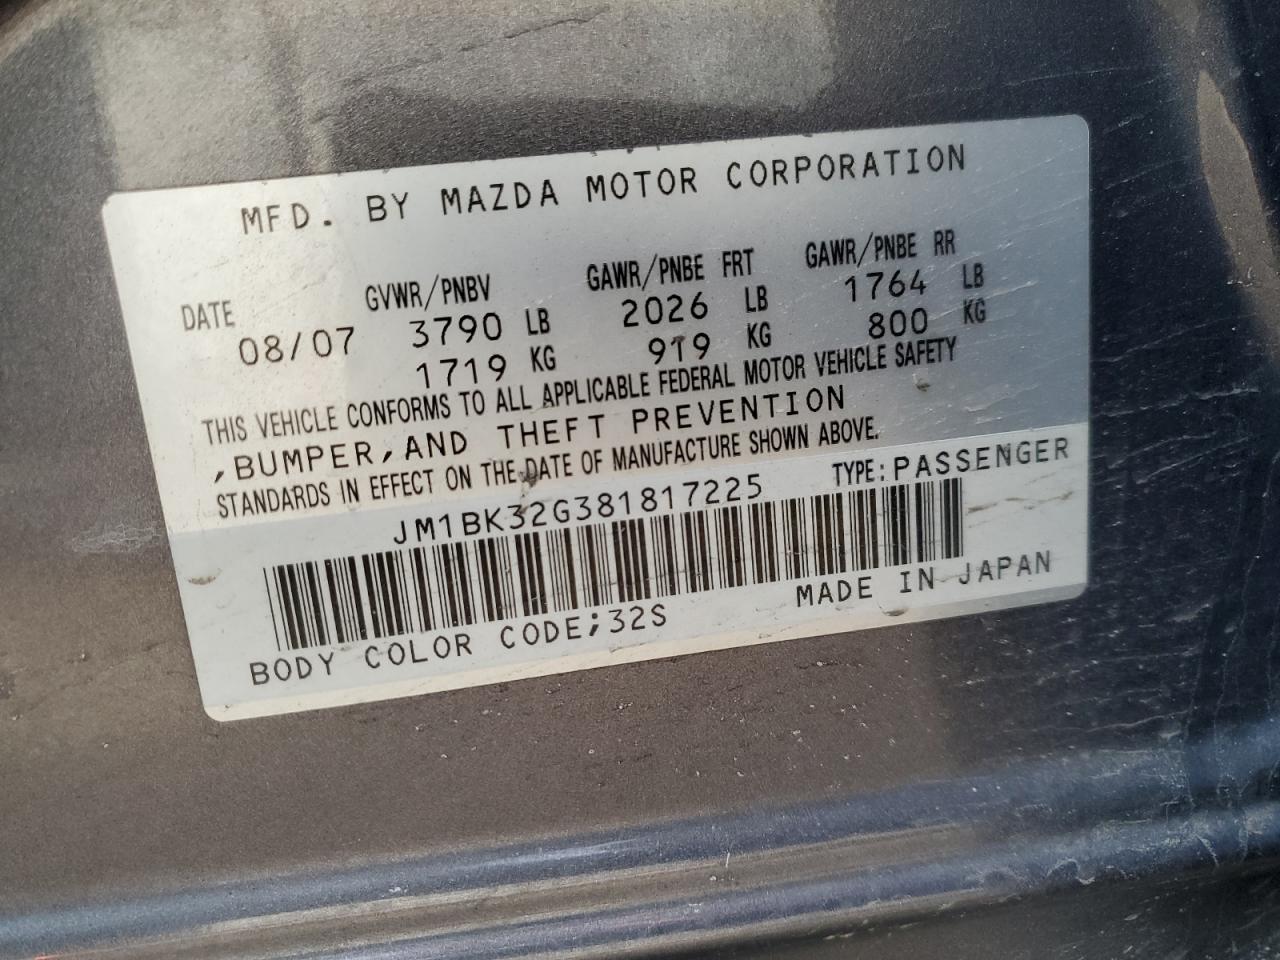 MFD. BY MAZDA MOTOR CORPORATION
DATE GVWR/PNBV GAWR/PNBE FRT GAWR/PNBE RR
08/07 3790 LB 2026 LB 1764 LB
1719 KG 919 KG 800 KG
THIS VEHICLE CONFORMS TO ALL APPLICABLE FEDERAL MOTOR VEHICLE SAFETY
,BUMPER,AND THEFT PREVENTION
STANDARDS IN EFFECT ON THE DATE OF MANUFACTURE SHOWN ABOVE.
JM1BK32G381817225 TYPE:PASSENGER
BODY COLOR CODE;32S MADE IN JAPAN